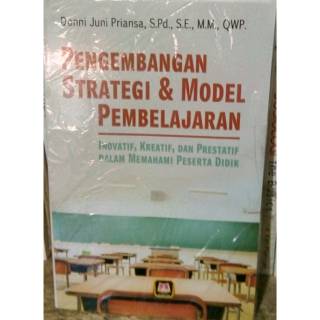 Donni Juni Priansa, S.Pd., S.E., M.M., QWP.
PENGEMBANGAN
STRATEGI & MODEL
PEMBELAJARAN
INOVATIF, KREATIF, DAN PRESTATIF
DALAM MEMAHAMI PESERTA DIDIK